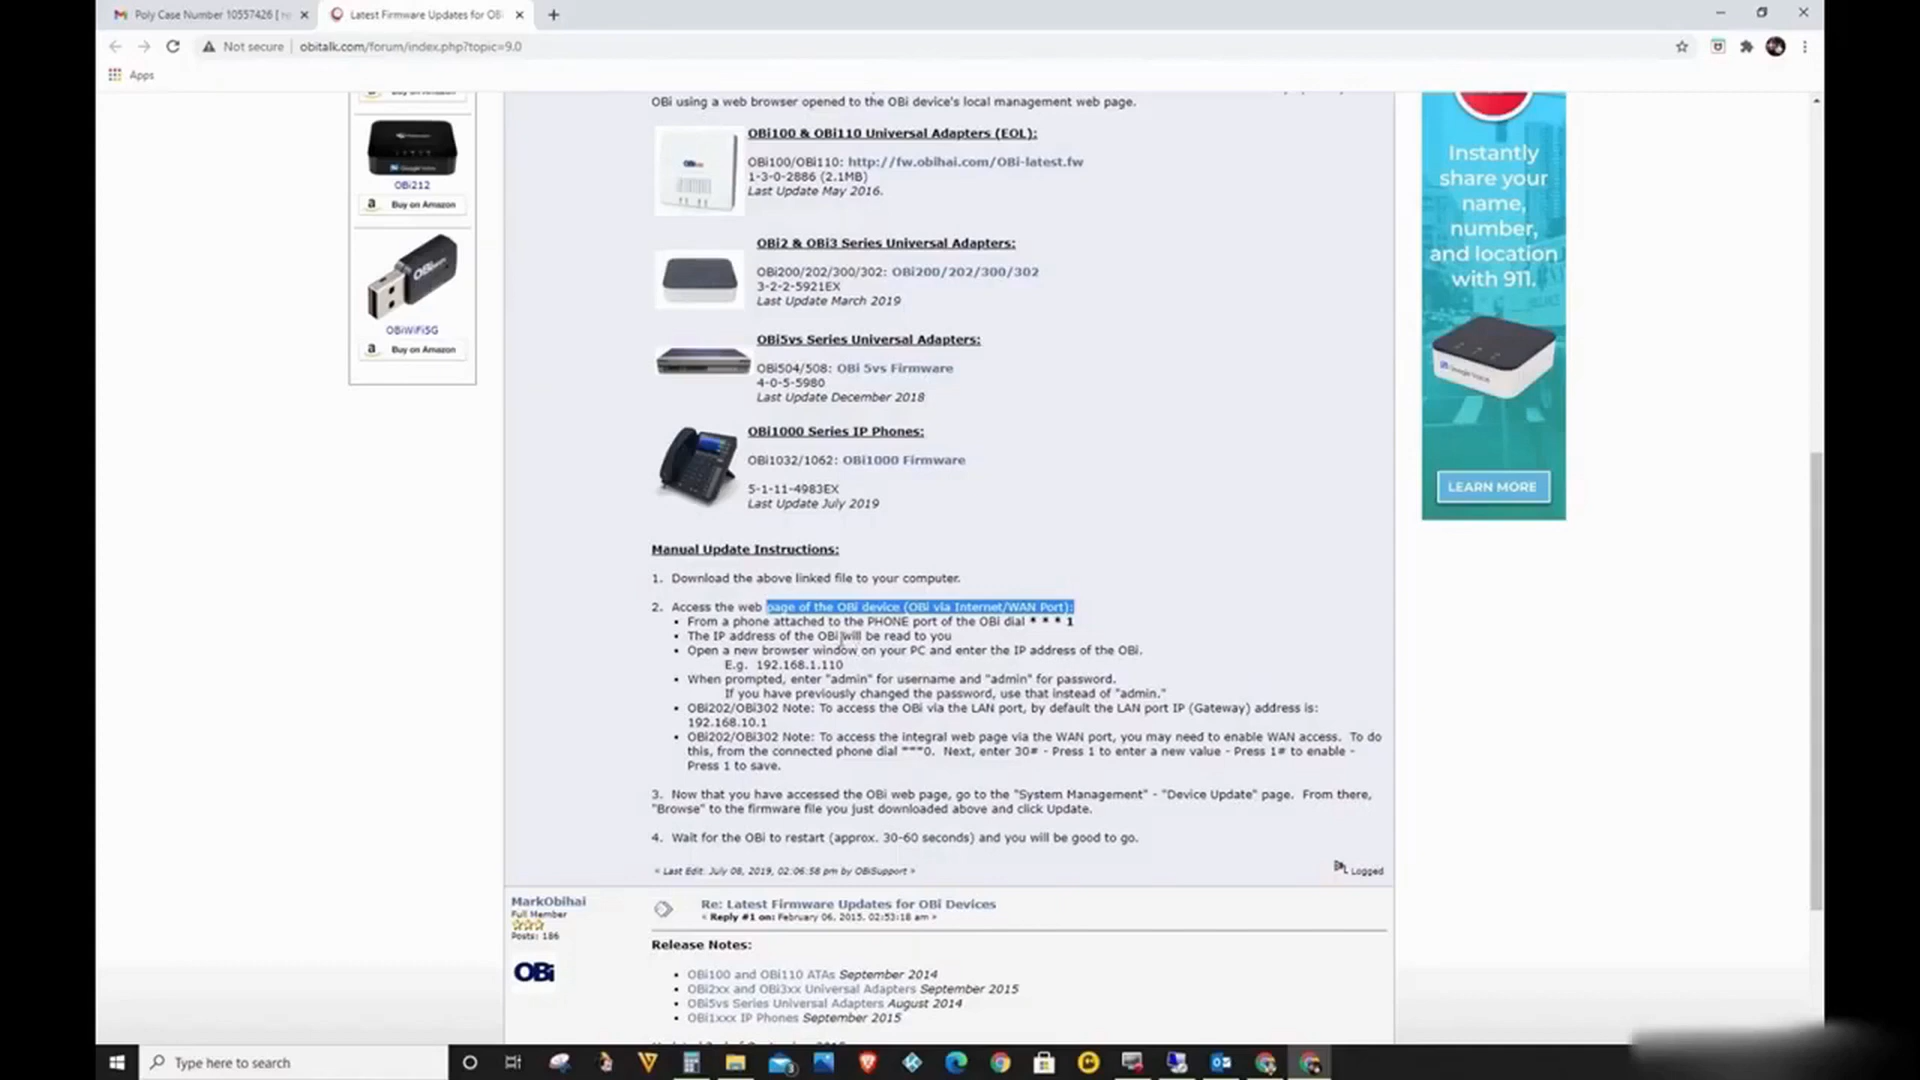 Poly Case Number 10557426 [
Latest Firmware Updates for OBi
Not secure
obitalk.com/forum/index.php?topic=9.0
Apps
OBi212
Buy on Amazon
OBiWiFi5G
Buy on Amazon
OBi using a web browser opened to the OBi device's local management web page.
OBi100 & OBi110 Universal Adapters (EOL):
OBi100/OBi110: http://fw.obihai.com/OBi-latest.fw
1-3-0-2886 (2.1MB)
Last Update May 2016.
OBi2 & OBi3 Series Universal Adapters:
OBi200/202/300/302: OBi200/202/300/302
3-2-2-5921EX
Last Update March 2019
OBi5vs Series Universal Adapters:
OBi504/508: OBi 5vs Firmware
4-0-5-5980
Last Update December 2018
OBi1000 Series IP Phones:
OBi1032/1062: OBi1000 Firmware
5-1-11-4983EX
Last Update July 2019
Manual Update Instructions:
1. Download the above linked file to your computer.
2. Access the web page of the OBi device (OBi via Internet/WAN Port):
• From a phone attached to the PHONE port of the OBi dial * * * 1
• The IP address of the OBi will be read to you
• Open a new browser window on your PC and enter the IP address of the OBi.
E.g. 192.168.1.110
• When prompted, enter "admin" for username and "admin" for password.
If you have previously changed the password, use that instead of "admin."
• OBi202/OBi302 Note: To access the OBi via the LAN port, by default the LAN port IP (Gateway) address is:
192.168.10.1
• OBi202/OBi302 Note: To access the integral web page via the WAN port, you may need to enable WAN access. To do
this, from the connected phone dial ***0. Next, enter 30# - Press 1 to enter a new value - Press 1# to enable -
Press 1 to save.
3. Now that you have accessed the OBi web page, go to the "System Management" - "Device Update" page. From there,
"Browse" to the firmware file you just downloaded above and click Update.
4. Wait for the OBi to restart (approx. 30-60 seconds) and you will be good to go.
« Last Edit: July 08, 2019, 02:06:58 pm by OBiSupport »
Logged
Instantly
share your
name,
number,
and location
with 911.
Google Voice
LEARN MORE
MarkObihai
Full Member
Posts: 186
OBi
Re: Latest Firmware Updates for OBi Devices
« Reply #1 on: February 06, 2015, 02:53:18 am »
Release Notes:
• OBi100 and OBi110 ATAs September 2014
• OBi2xx and OBi3xx Universal Adapters September 2015
• OBi5vs Series Universal Adapters August 2014
• OBi1xxx IP Phones September 2015
Type here to search